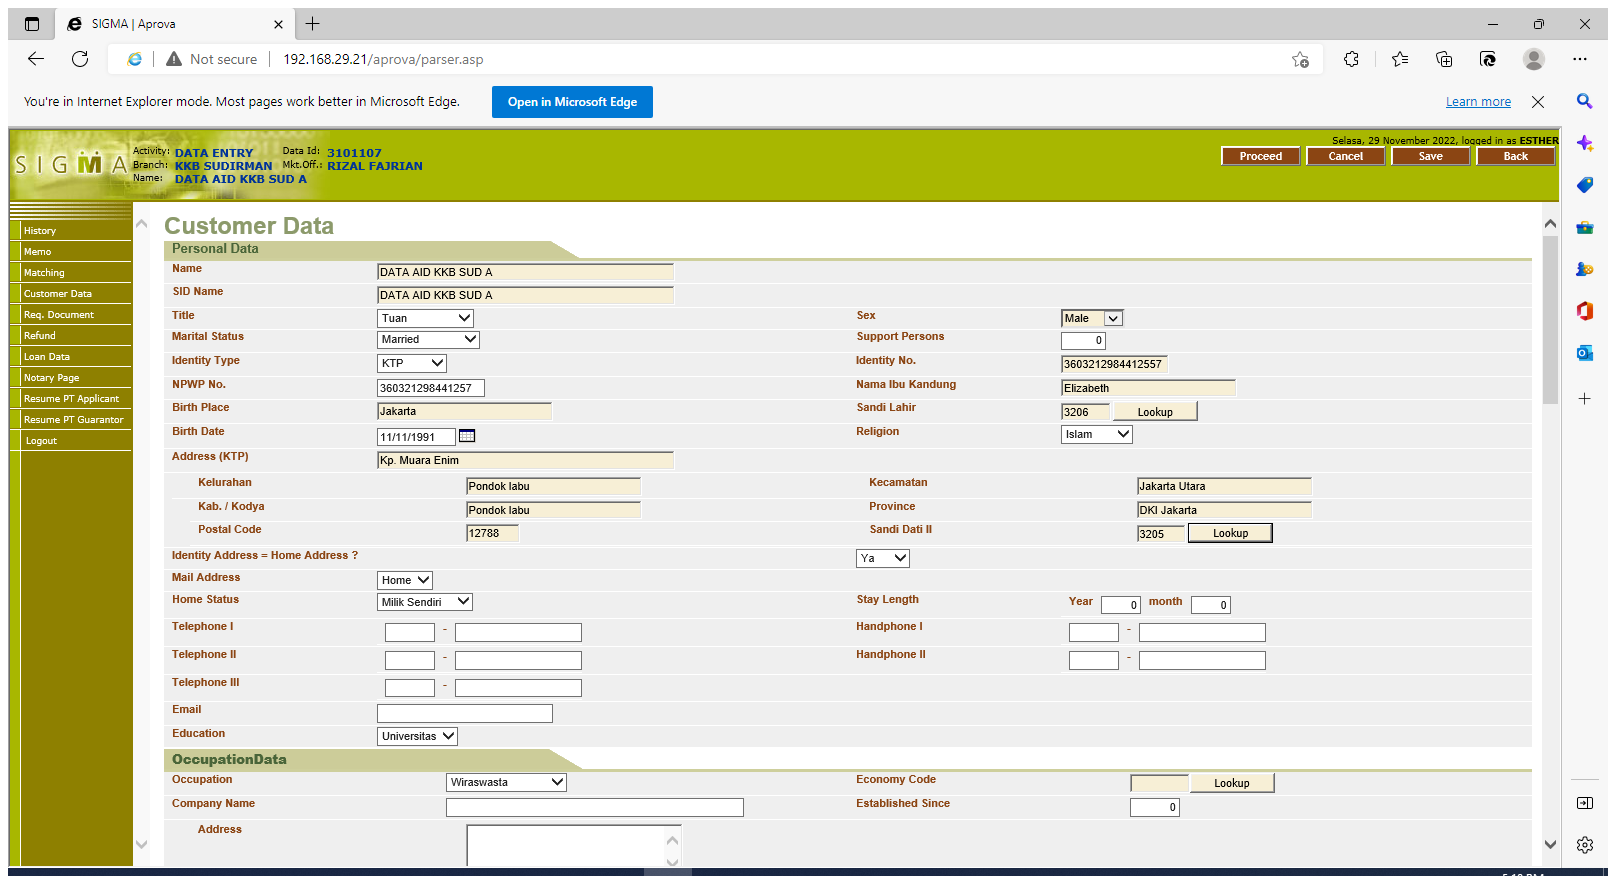 SIGMA | Aprova
Not secure
192.168.29.21/aprova/parser.asp
You're in Internet Explorer mode. Most pages work better in Microsoft Edge.
Open in Microsoft Edge
Learn more
Selasa, 29 November 2022, logged in as ESTHER
SIGMA
Activity: DATA ENTRY Data Id: 3101107
Branch: KKB SUDIRMAN Mkt.Off.: RIZAL FAJRIAN
Name: DATA AID KKB SUD A
Proceed Cancel Save Back
History
Memo
Matching
Customer Data
Req. Document
Refund
Loan Data
Notary Page
Resume PT Applicant
Resume PT Guarantor
Logout
Customer Data
Personal Data
Name DATA AID KKB SUD A
SID Name DATA AID KKB SUD A
Title Tuan Sex Male
Marital Status Married Support Persons 0
Identity Type KTP Identity No. 3603212984412557
NPWP No. 360321298441257 Nama Ibu Kandung Elizabeth
Birth Place Jakarta Sandi Lahir 3206 Lookup
Birth Date 11/11/1991 Religion Islam
Address (KTP) Kp. Muara Enim
Kelurahan Pondok labu Kecamatan Jakarta Utara
Kab. / Kodya Pondok labu Province DKI Jakarta
Postal Code 12788 Sandi Dati II 3205 Lookup
Identity Address = Home Address ? Ya
Mail Address Home
Home Status Milik Sendiri Stay Length Year 0 month 0
Telephone I - Handphone I -
Telephone II - Handphone II -
Telephone III -
Email
Education Universitas
OccupationData
Occupation Wiraswasta Economy Code Lookup
Company Name Established Since 0
Address